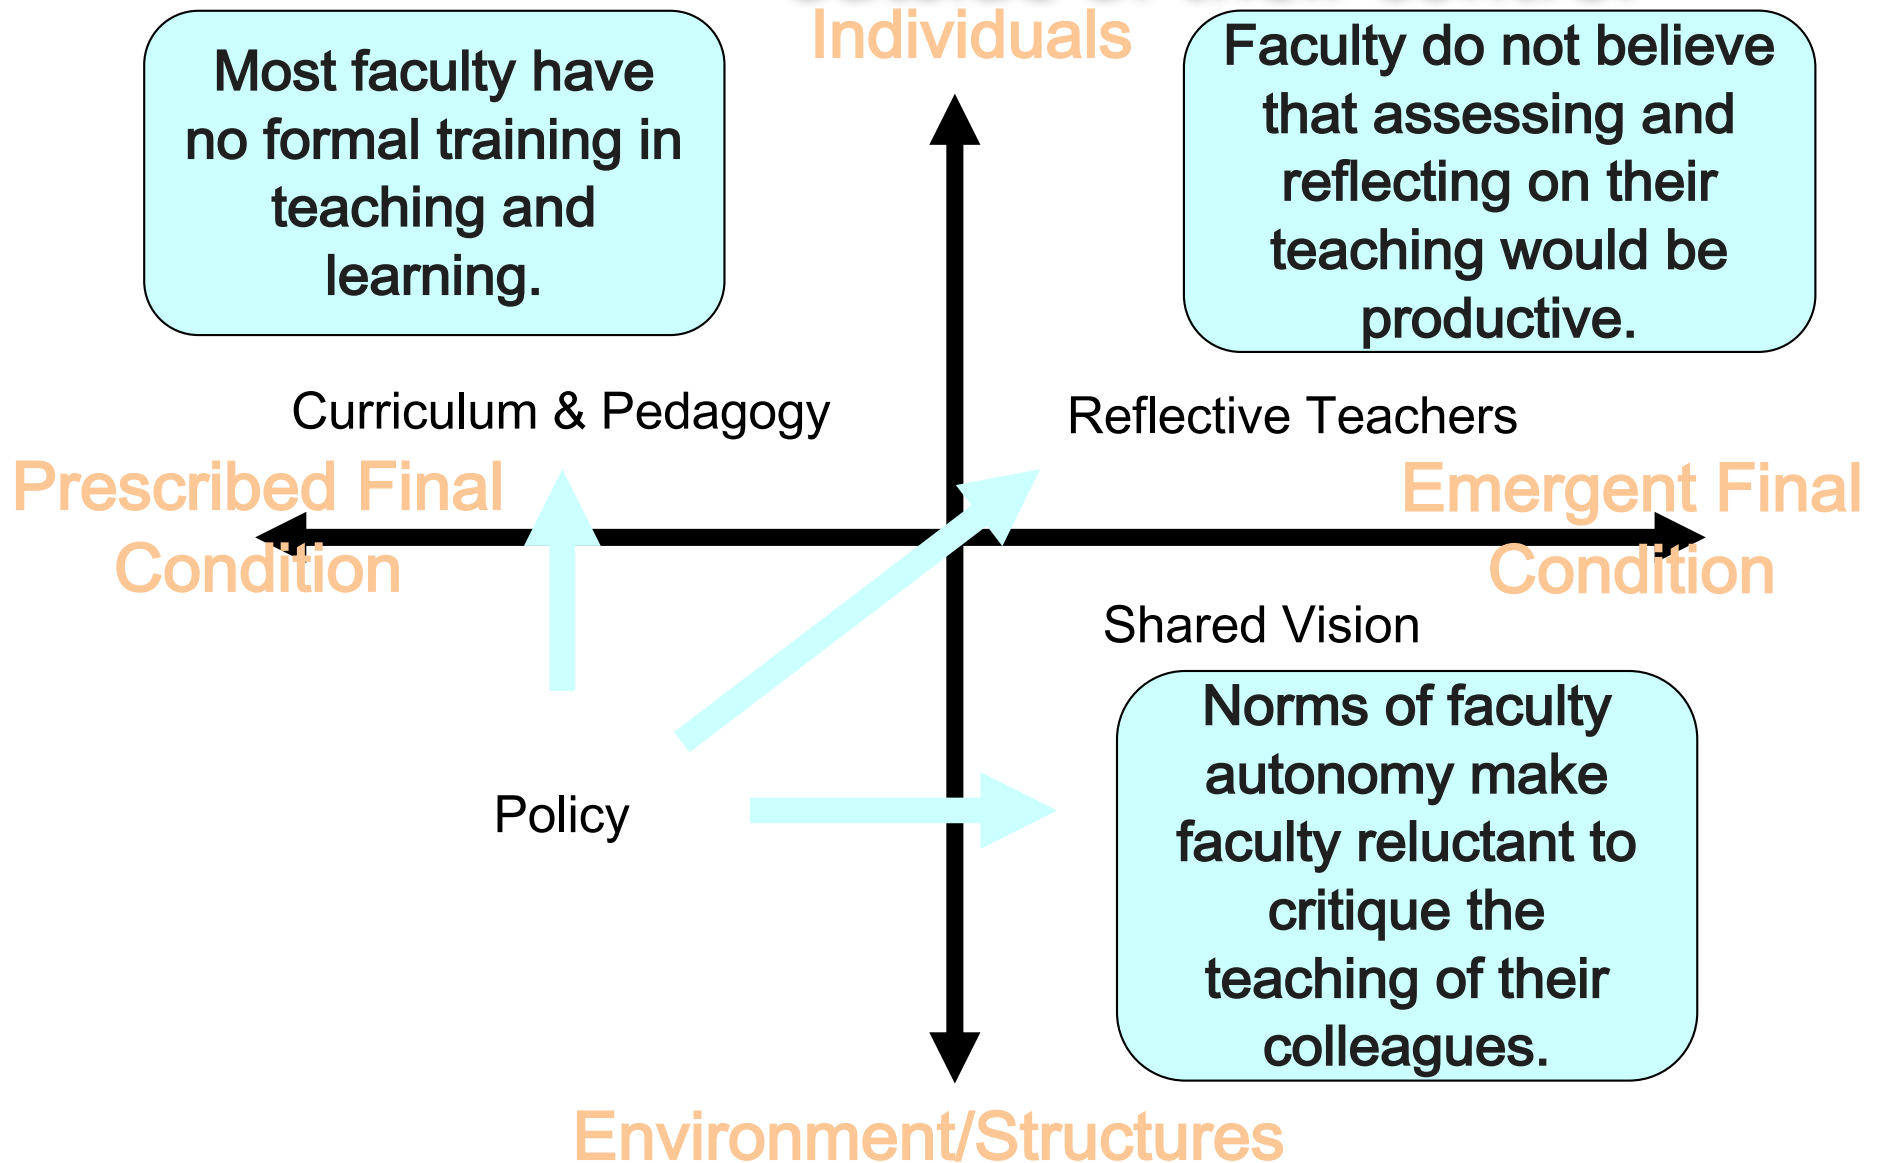 Individuals
Most faculty have
no formal training in
teaching and
learning.
Faculty do not believe
that assessing and
reflecting on their
teaching would be
productive.
Curriculum & Pedagogy
Reflective Teachers
Prescribed Final
Condition
Emergent Final
Condition
Shared Vision
Policy
Norms of faculty
autonomy make
faculty reluctant to
critique the
teaching of their
colleagues.
Environment/Structures